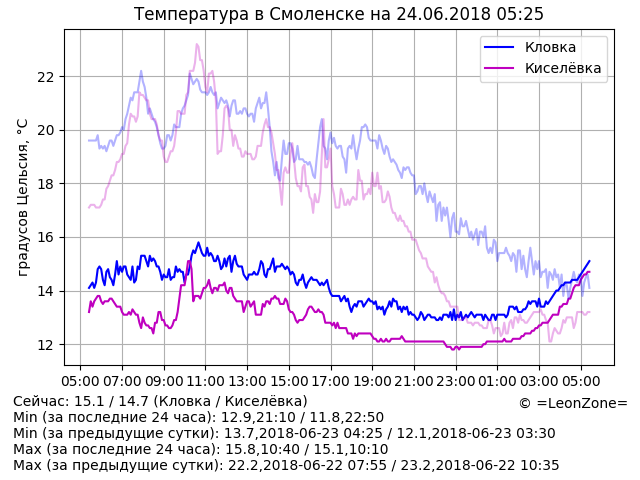 Температура в Смоленске на 24.06.2018 05:25
Кловка
Киселёвка
градусов Цельсия, °C
22
20
18
16
14
12
05:00 07:00 09:00 11:00 13:00 15:00 17:00 19:00 21:00 23:00 01:00 03:00 05:00
Сейчас: 15.1 / 14.7 (Кловка / Киселёвка)
© =LeonZone=
Min (за последние 24 часа): 12.9,21:10 / 11.8,22:50
Min (за предыдущие сутки): 13.7,2018-06-23 04:25 / 12.1,2018-06-23 03:30
Max (за последние 24 часа): 15.8,10:40 / 15.1,10:10
Max (за предыдущие сутки): 22.2,2018-06-22 07:55 / 23.2,2018-06-22 10:35